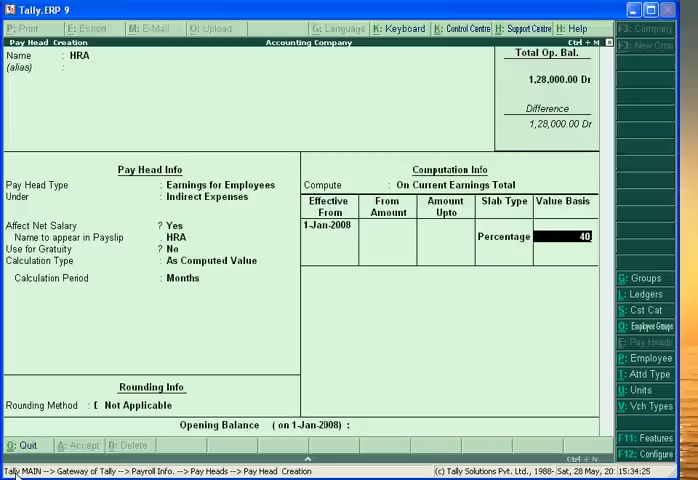 Tally.ERP 9
P: Print E: Export M: E-Mail O: Upload G: Language K: Keyboard K: Control Centre H: Support Centre H: Help
F3: Company
Pay Head Creation Accounting Company Ctrl + M
F3: New Cmp
Name : HRA
(alias) :
Total Op. Bal.
1,28,000.00 Dr
Difference
1,28,000.00 Dr
Pay Head Info
Pay Head Type : Earnings for Employees
Under : Indirect Expenses
Affect Net Salary ? Yes
Name to appear in Payslip : HRA
Use for Gratuity ? No
Calculation Type : As Computed Value
Calculation Period : Months
Computation Info
Compute : On Current Earnings Total
Effective From From Amount Amount Upto Slab Type Value Basis
1-Jan-2008
Percentage 40
Rounding Info
Rounding Method : [ Not Applicable
Opening Balance ( on 1-Jan-2008) :
G: Groups
L: Ledgers
S: Cst Cat
O: Employee Groups
E: Pay Heads
P: Employee
T: Attd Type
U: Units
V: Vch Types
F11: Features
F12: Configure
Q: Quit A: Accept D: Delete
Ctrl + N
Tally MAIN --> Gateway of Tally --> Payroll Info. --> Pay Heads --> Pay Head Creation (c) Tally Solutions Pvt. Ltd., 1988- Sat, 28 May, 20 15:34:25